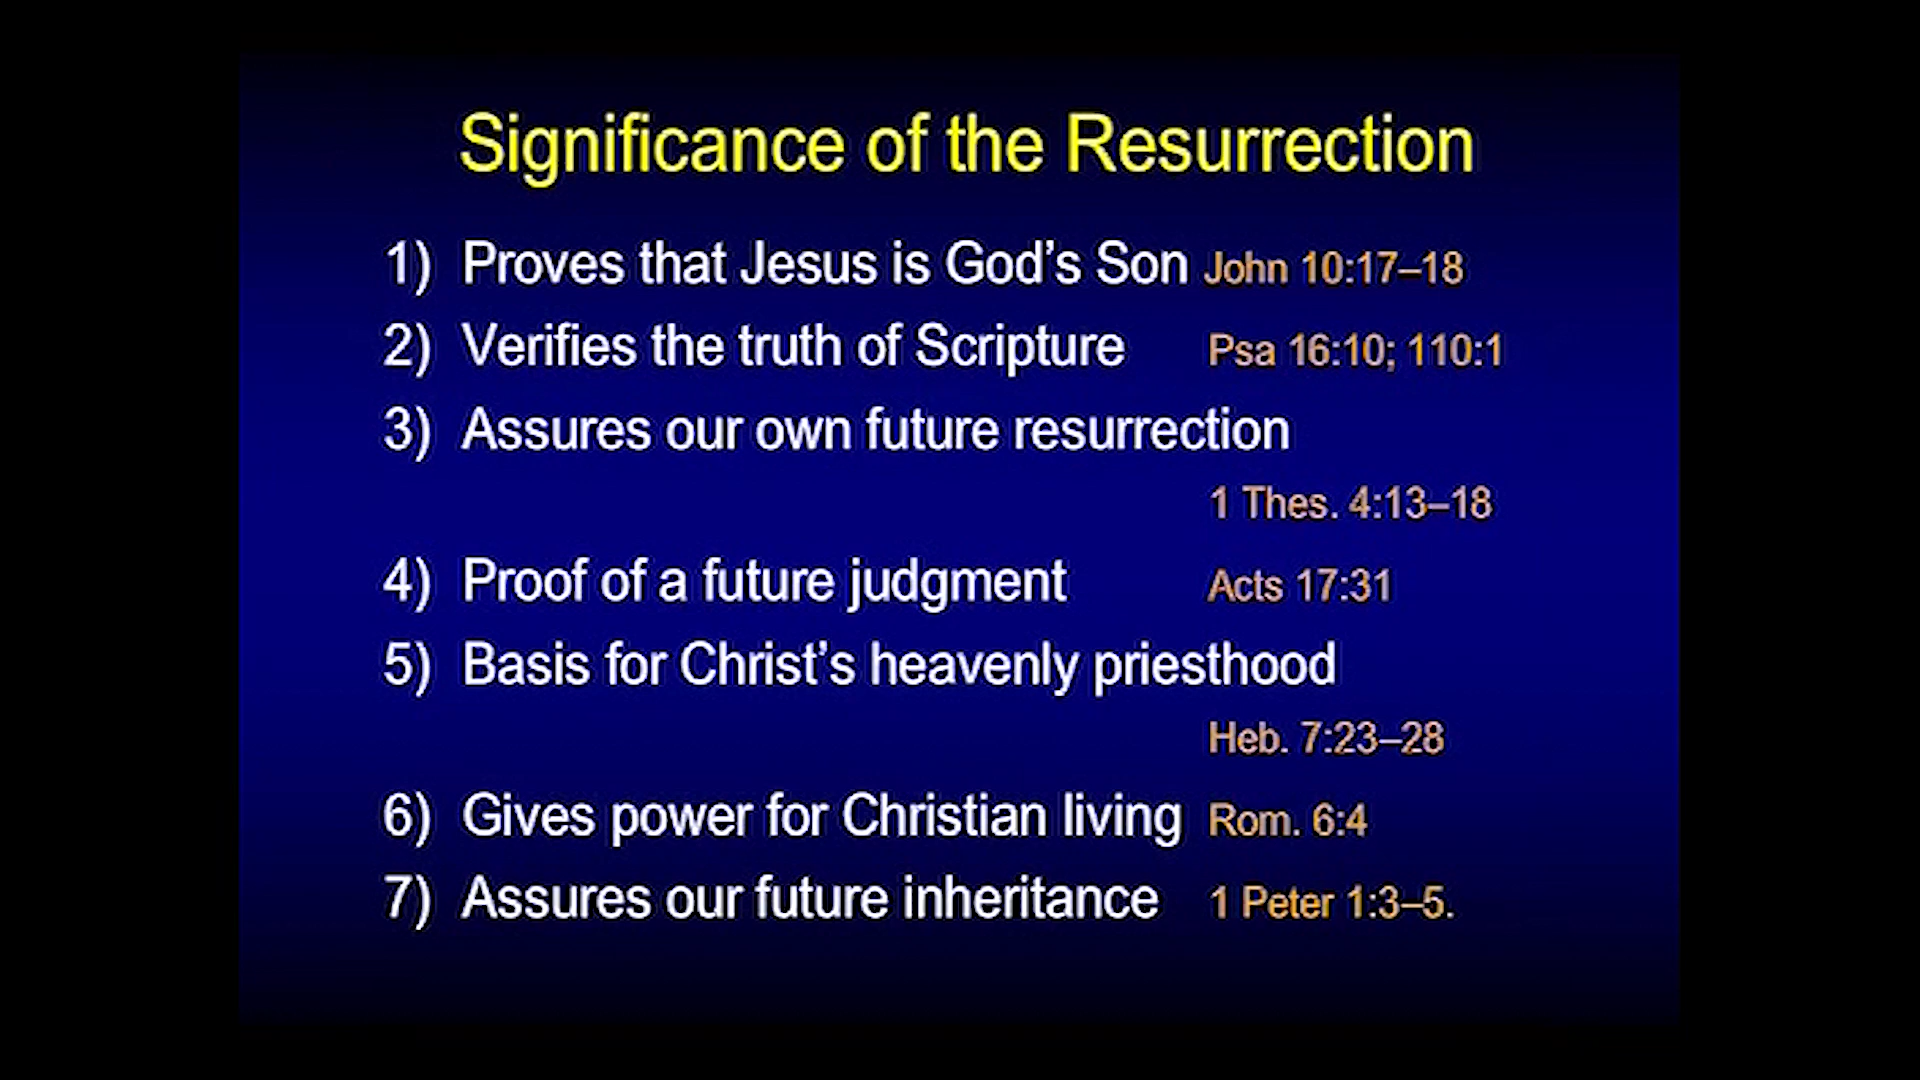 Significance of the Resurrection
1) Proves that Jesus is God’s Son John 10:17–18
2) Verifies the truth of Scripture Psa 16:10; 110:1
3) Assures our own future resurrection
1 Thes. 4:13–18
4) Proof of a future judgment Acts 17:31
5) Basis for Christ’s heavenly priesthood
Heb. 7:23–28
6) Gives power for Christian living Rom. 6:4
7) Assures our future inheritance 1 Peter 1:3–5.